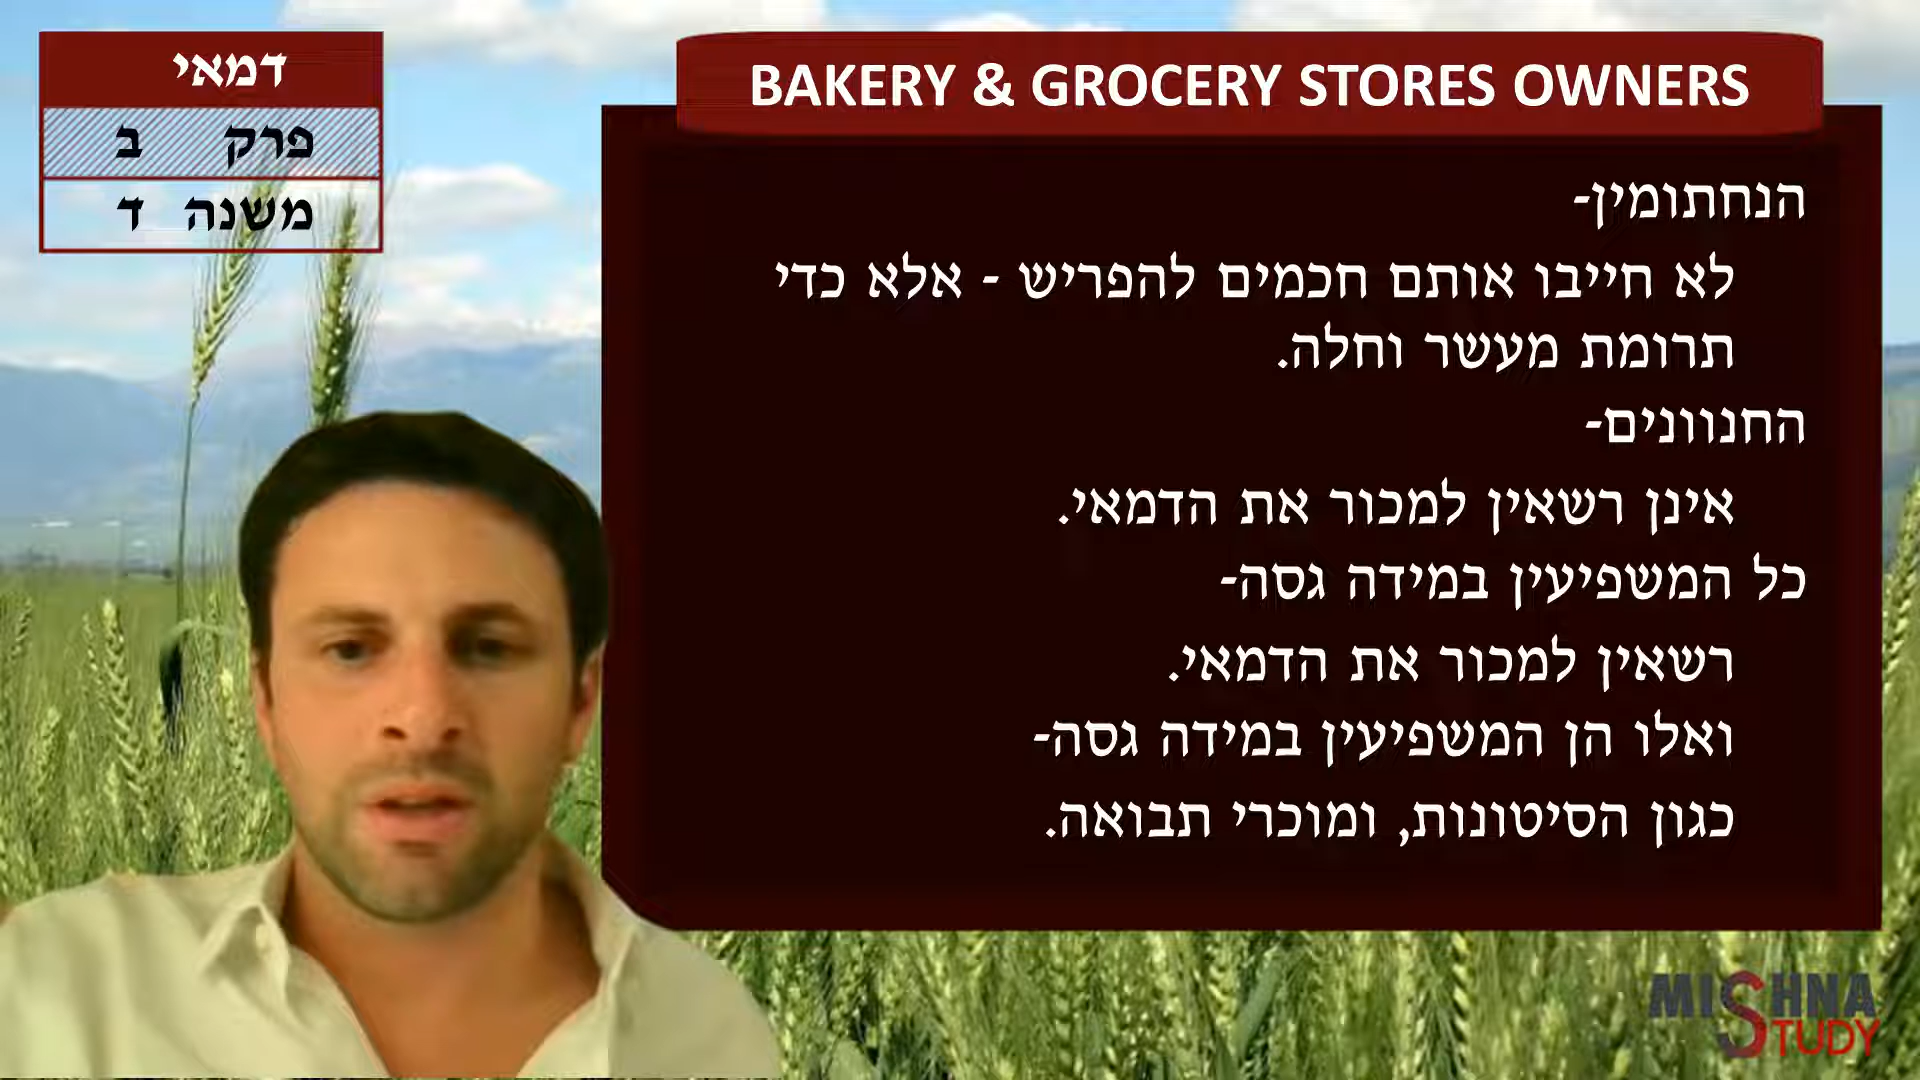 דמאי
פרק ב
משנה ד
BAKERY & GROCERY STORES OWNERS
הנחתומין-
לא חייבו אותם חכמים להפריש - אלא כדי
תרומת מעשר וחלה.
החנוונים-
אינן רשאין למכור את הדמאי.
כל המשפיעין במידה גסה-
רשאין למכור את הדמאי.
ואלו הן המשפיעין במידה גסה-
כגון הסיטונות, ומוכרי תבואה.
MISHNA
STUDY